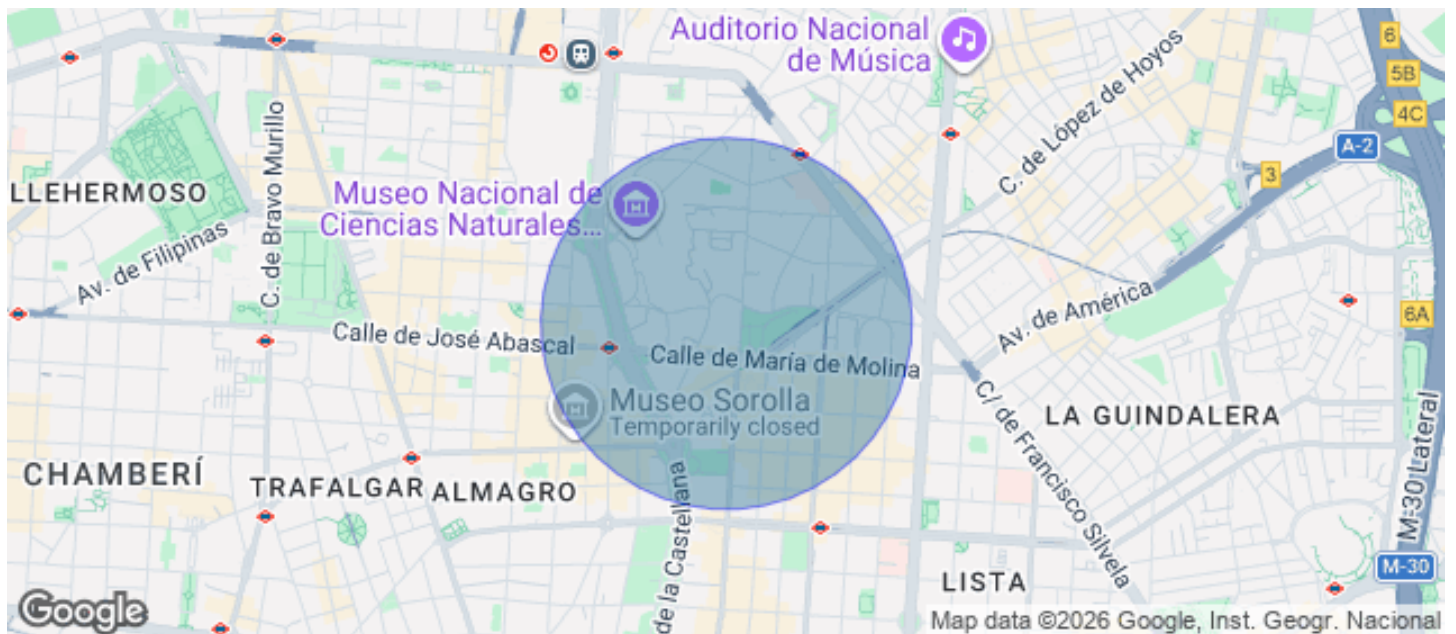 Auditorio Nacional
de Música
C. de López de Hoyos
6
5B
4C
A-2
3
LLEHERMOSO
Museo Nacional de
Ciencias Naturales...
C. de Bravo Murillo
Av. de Filipinas
Av. de América
6A
Calle de José Abascal
Calle de María de Molina
Museo Sorolla
Temporarily closed
C/ de Francisco Silvela
LA GUINDALERA
M-30 Lateral
CHAMBERÍ
TRAFALGAR
ALMAGRO
de la Castellana
LISTA
M-30
Google
Map data ©2026 Google, Inst. Geogr. Nacional